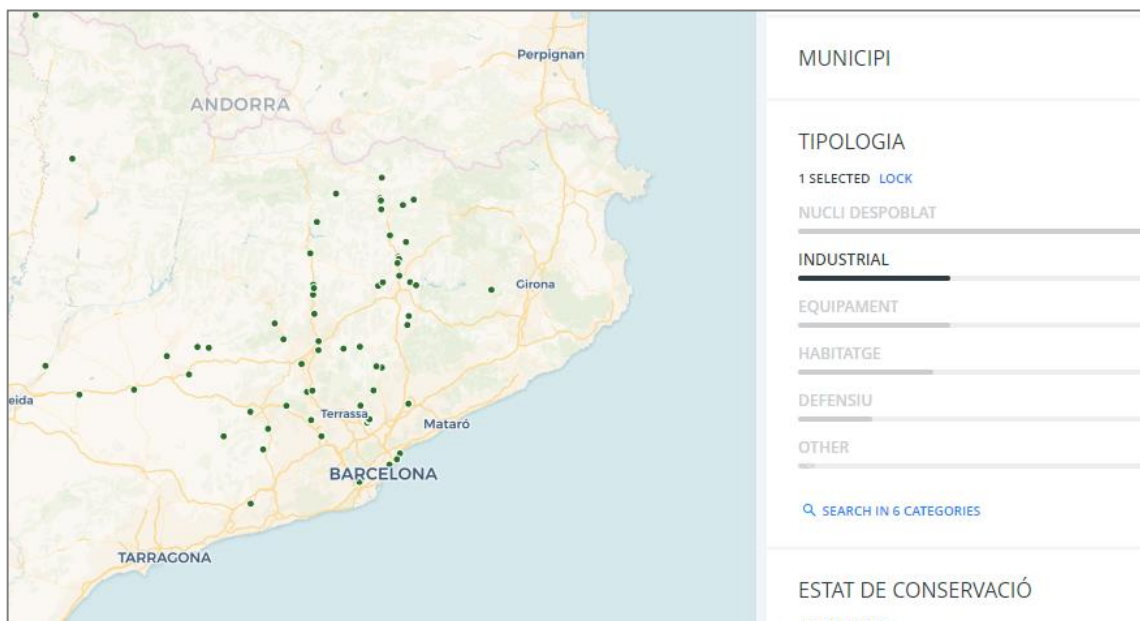 Perpignan
ANDORRA
Girona
eida
Terrassa
Mataró
BARCELONA
TARRAGONA
MUNICIPI
TIPOLOGIA
1 SELECTED LOCK
NUCLI DESPOBLAT
INDUSTRIAL
EQUIPAMENT
HABITATGE
DEFENSIU
OTHER
SEARCH IN 6 CATEGORIES
ESTAT DE CONSERVACIÓ